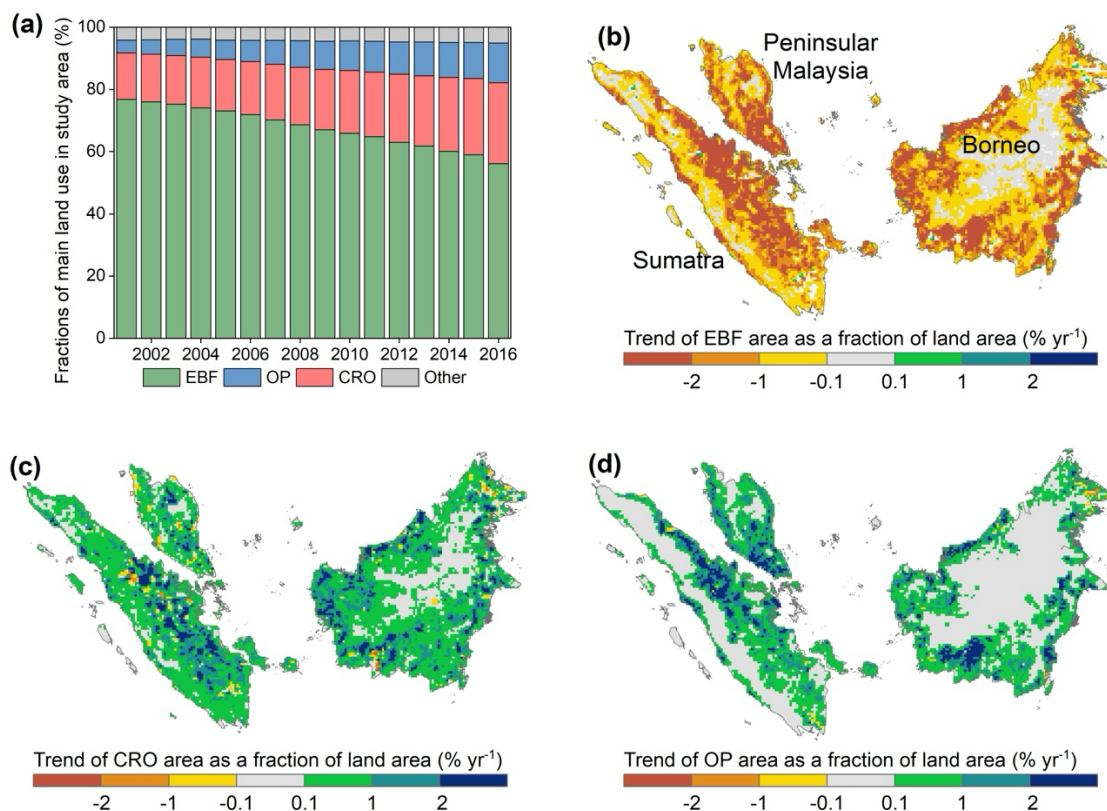 (a)
Fractions of main land use in study area (%)
100
80
60
40
20
0
2002 2004 2006 2008 2010 2012 2014 2016
EBF OP CRO Other
(b)
Peninsular
Malaysia
Borneo
Sumatra
Trend of EBF area as a fraction of land area (% yr⁻¹)
-2 -1 -0.1 0.1 1 2
(c)
Trend of CRO area as a fraction of land area (% yr⁻¹)
-2 -1 -0.1 0.1 1 2
(d)
Trend of OP area as a fraction of land area (% yr⁻¹)
-2 -1 -0.1 0.1 1 2